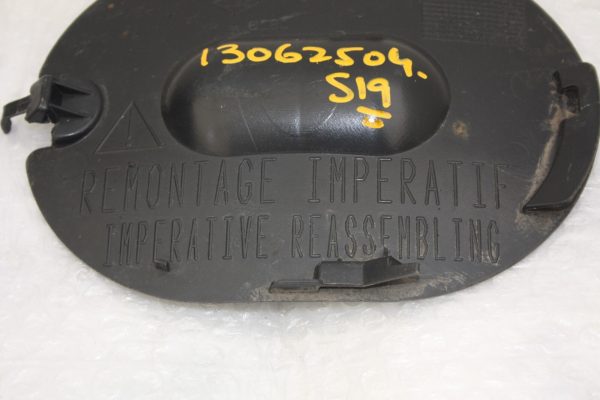 13062504.
S19
REMONTAGE IMPERATIF
IMPERATIVE REASSEMBLING